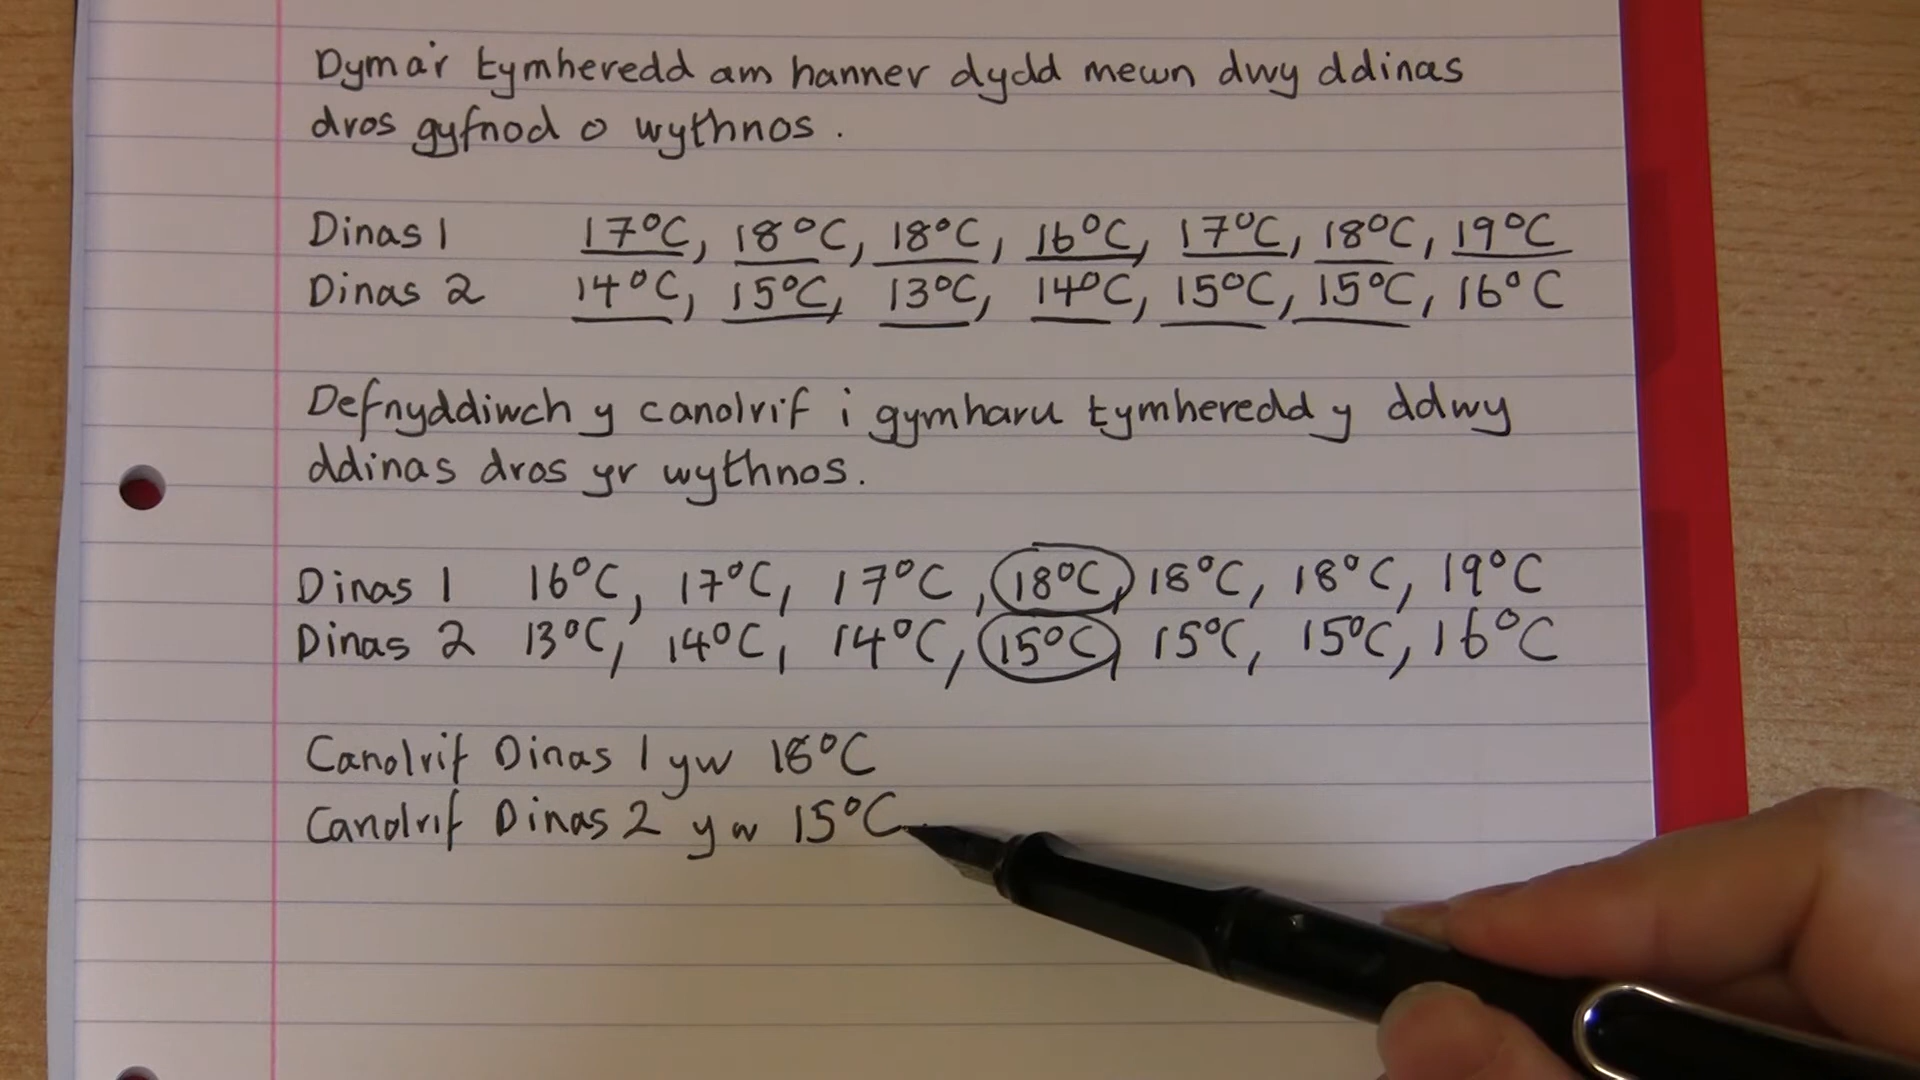 Dyma'r tymheredd am hanner dydd mewn dwy ddinas
dros gyfnod o wythnos.
Dinas 1 17°C, 18°C, 18°C, 16°C, 17°C, 18°C, 19°C
Dinas 2 14°C, 15°C, 13°C, 14°C, 15°C, 15°C, 16°C
Defnyddiwch y canolrif i gymharu tymheredd y ddwy
ddinas dros yr wythnos.
Dinas 1 16°C, 17°C, 17°C, 18°C, 18°C, 18°C, 19°C
Dinas 2 13°C, 14°C, 14°C, 15°C, 15°C, 15°C, 16°C
Canolrif Dinas 1 yw 18°C
Canolrif Dinas 2 yw 15°C